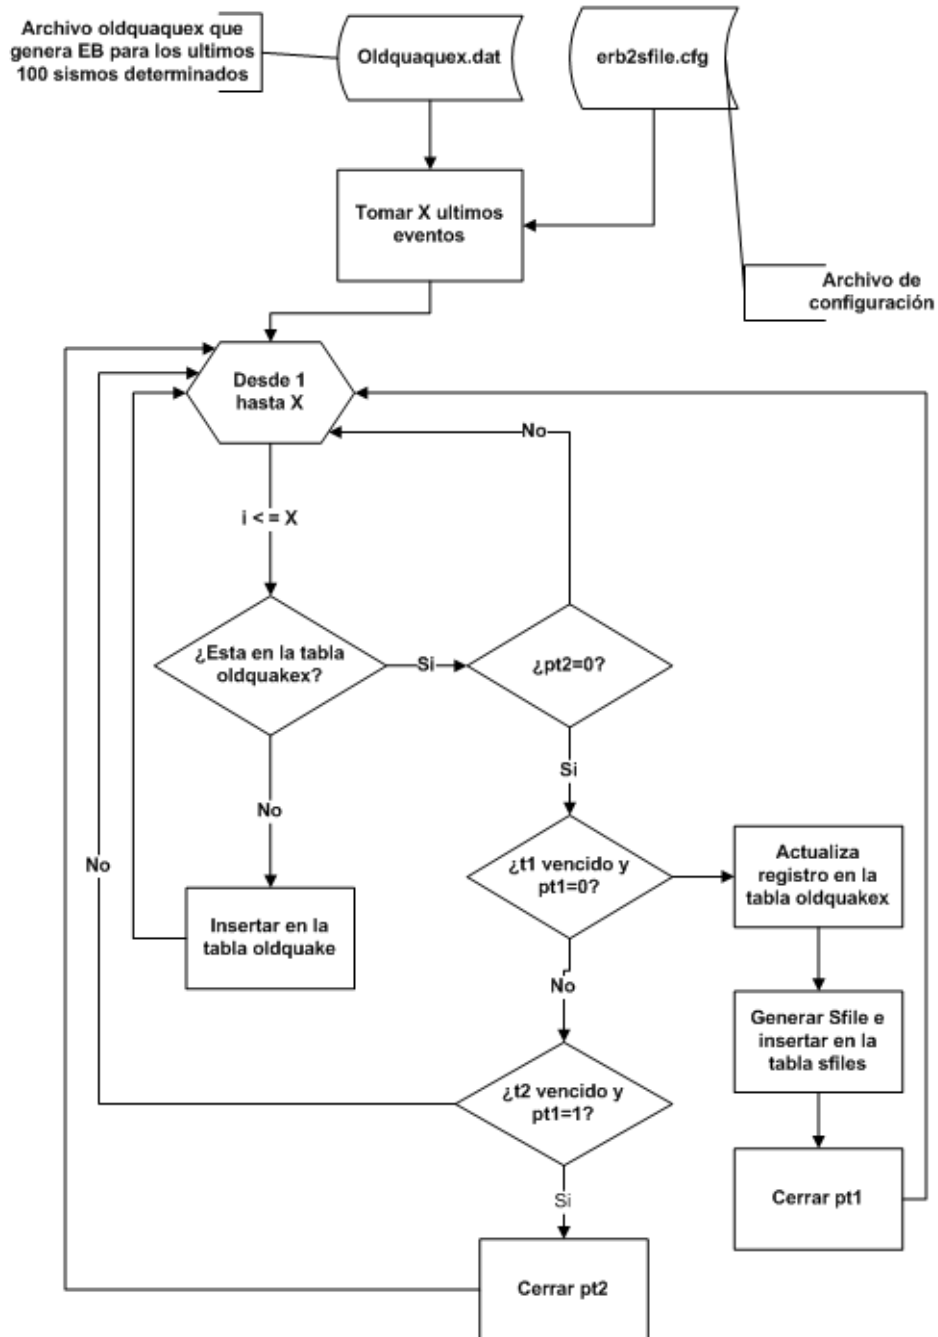 Archivo oldquaquex que
genera EB para los ultimos
100 sismos determinados
Oldquaquex.dat
erb2sfile.cfg
Tomar X ultimos
eventos
Archivo de
configuración
Desde 1
hasta X
No
i < = X
¿Esta en la tabla
oldquakex?
Si
¿pt2=0?
Si
No
No
¿t1 vencido y
pt1=0?
Actualiza
registro en la
tabla oldquakex
Insertar en la
tabla oldquake
No
Generar Sfile e
insertar en la
tabla sfiles
¿t2 vencido y
pt1=1?
Cerrar pt1
Si
Cerrar pt2